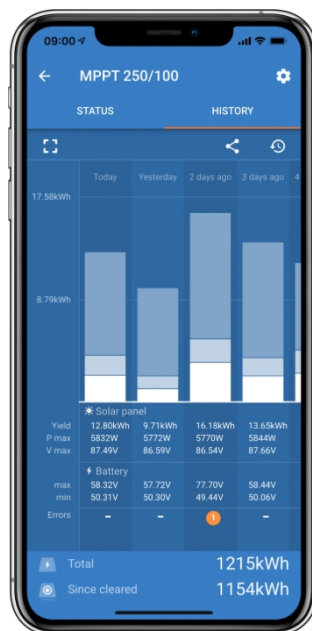 09:00
MPPT 250/100
STATUS HISTORY
Today Yesterday 2 days ago 3 days ago 4
17.58kWh
8.79kWh
Solar panel
Yield 12.80kWh 9.71kWh 16.18kWh 13.65kWh
P max 5832W 5772W 5770W 5844W
V max 87.49V 86.59V 86.54V 87.66V
Battery
max 58.32V 57.72V 77.70V 58.44V
min 50.31V 50.30V 49.44V 50.06V
Errors – – 1 –
Total 1215kWh
Since cleared 1154kWh